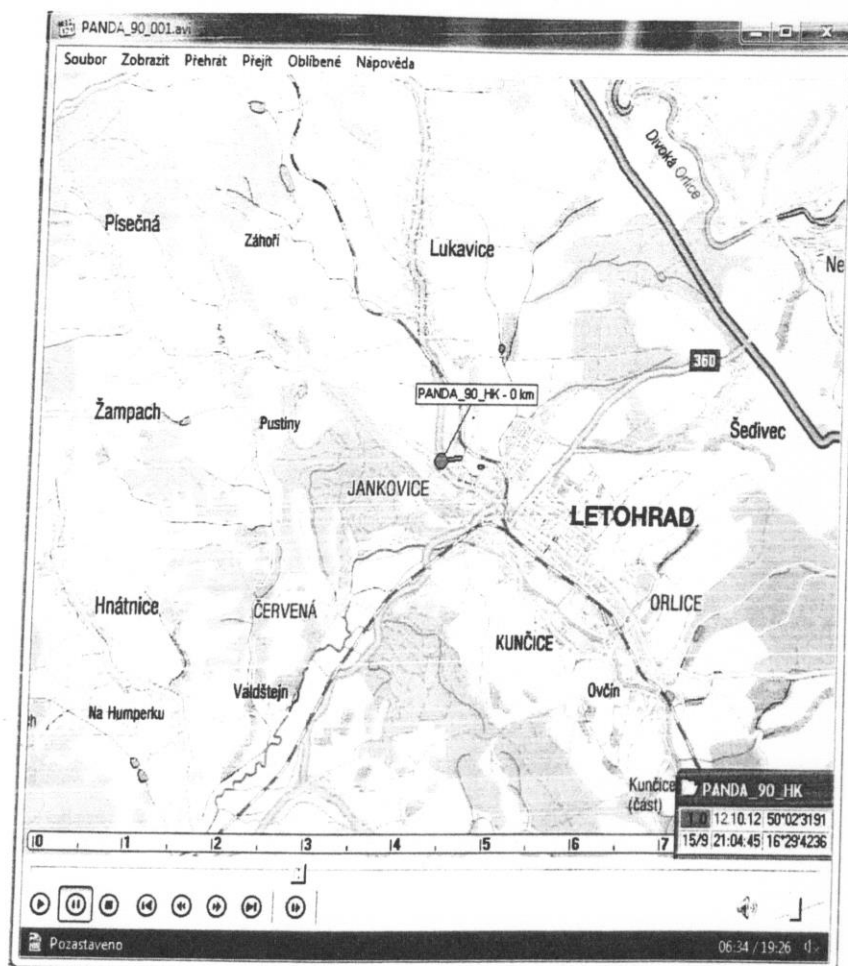 PANDA_90_001.avi
Soubor Zobrazit Přehrát Přejít Oblíbené Nápověda
Divoká Orlice
Písečná
Záhoří
Lukavice
Ne
360
PANDA_90_HK - 0 km
Žampach
Pustiny
Šedivec
JANKOVICE
LETOHRAD
Hnátnice
ČERVENÁ
ORLICE
KUNČICE
Valdštejn
Ovčín
Na Humperku
ch
Kunčice
(část)
PANDA_90_HK
1 0 12.10.12 50°02'3191
15/9 21:04:45 16°29'4236
0 1 2 3 4 5 6 7
Pozastaveno 06:34 / 19:26